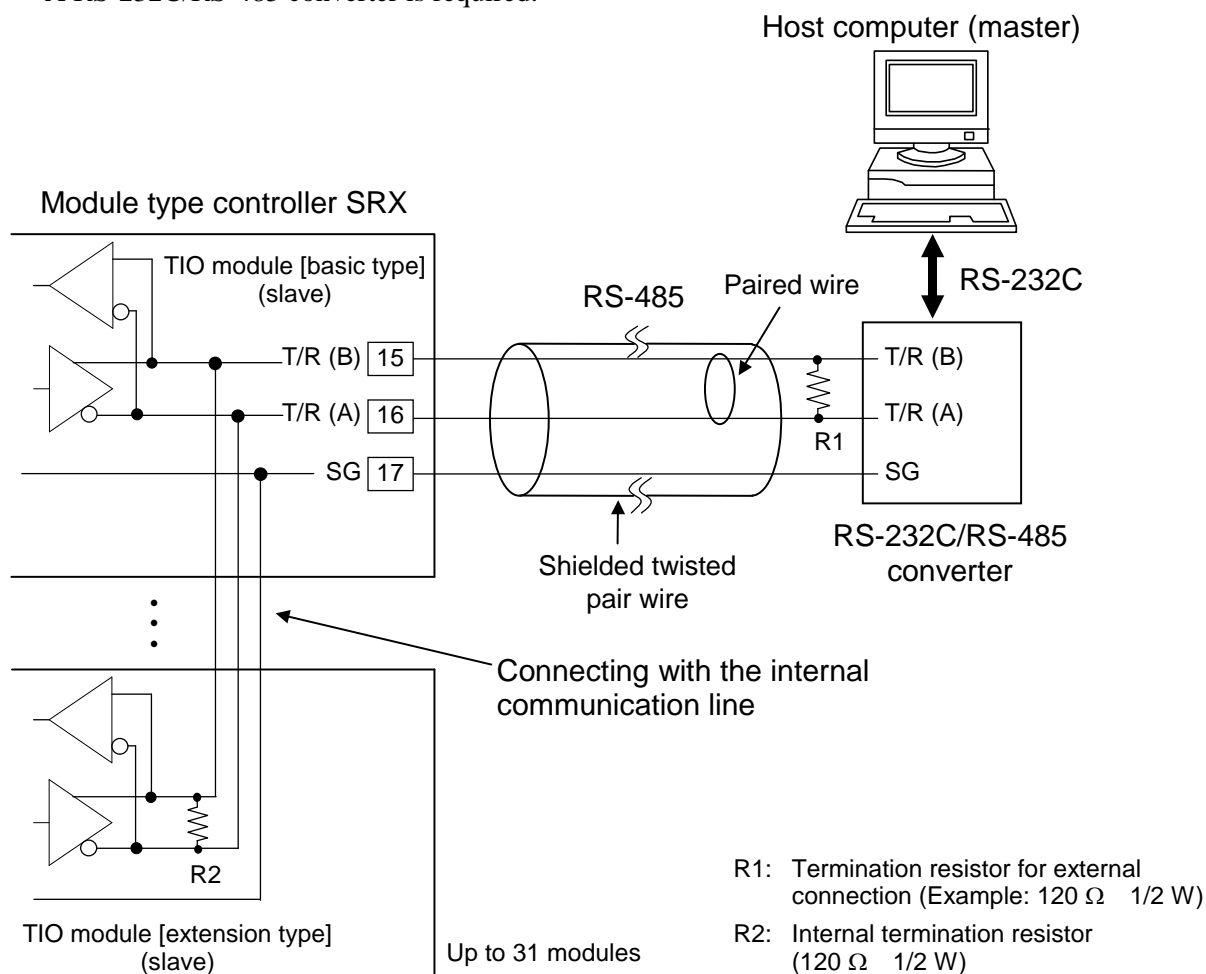 A RS-232C/RS-485 converter is required.
Host computer (master)
Module type controller SRX
TIO module [basic type]
(slave)
RS-485
Paired wire
RS-232C
T/R (B) 15
T/R (A) 16
SG 17
R1
T/R (B)
T/R (A)
SG
Shielded twisted
pair wire
RS-232C/RS-485
converter
Connecting with the internal
communication line
R2
TIO module [extension type]
(slave)
Up to 31 modules
R1: Termination resistor for external
connection (Example: 120 Ω 1/2 W)
R2: Internal termination resistor
(120 Ω 1/2 W)